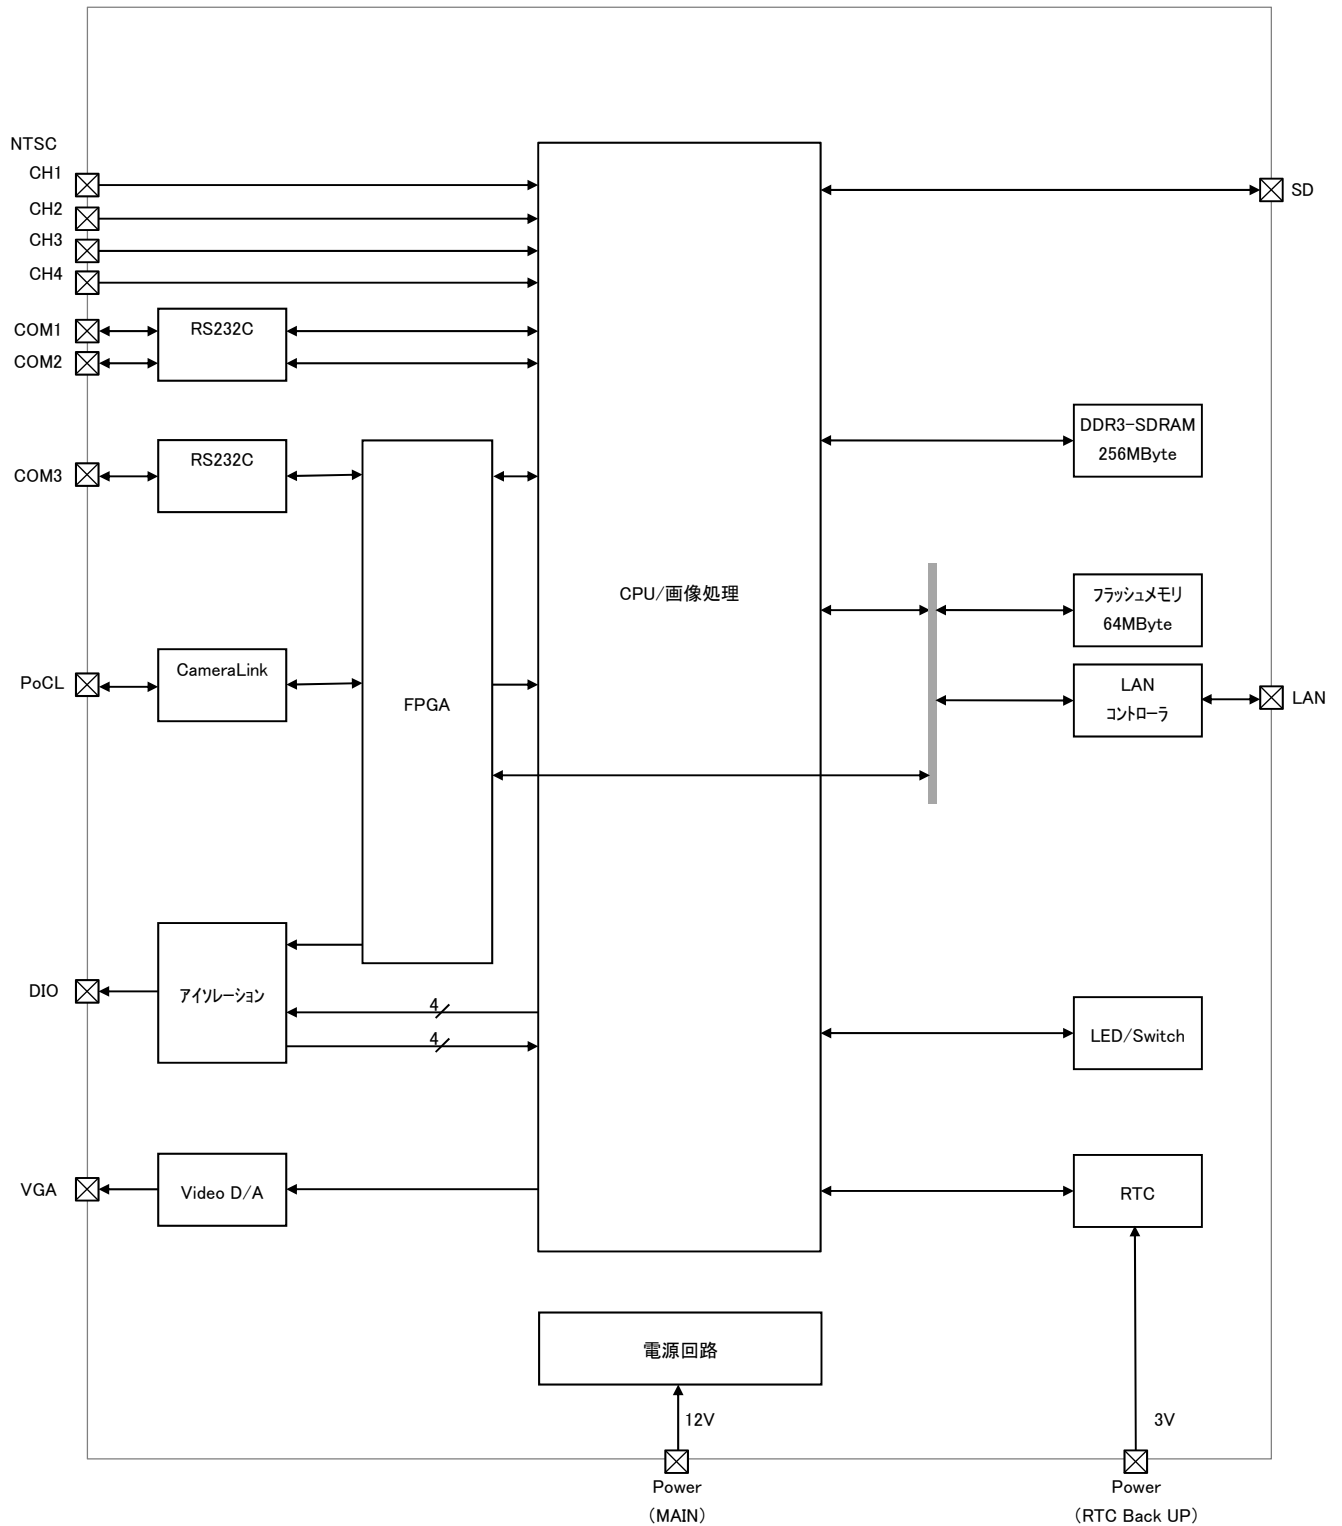 NTSC
CH1
CH2
CH3
CH4
COM1
COM2
RS232C
COM3
RS232C
PoCL
CameraLink
FPGA
CPU/画像処理
SD
DDR3-SDRAM
256MByte
フラッシュメモリ
64MByte
LAN
コントローラ
LAN
DIO
アイソレーション
4
4
LED/Switch
VGA
Video D/A
RTC
電源回路
12V
3V
Power
(MAIN)
Power
(RTC Back UP)